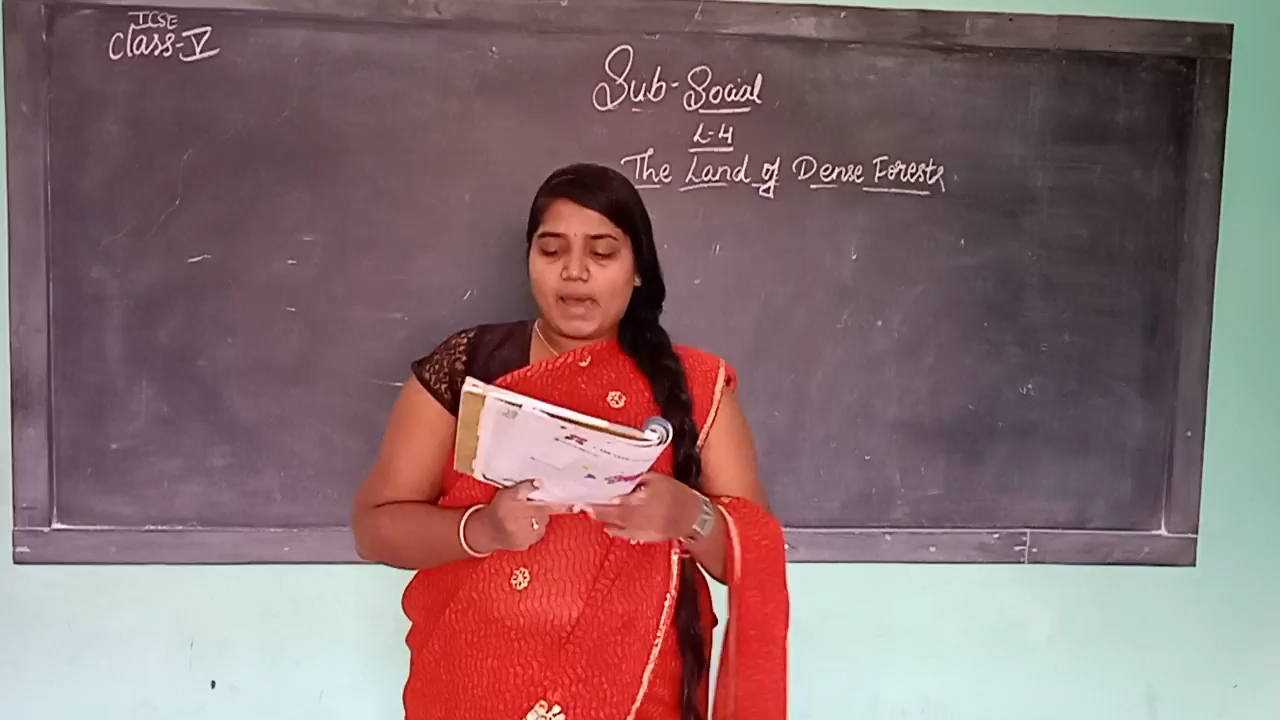 ICSE
Class-V
Sub-Social
L-4
The Land of Dense Forests